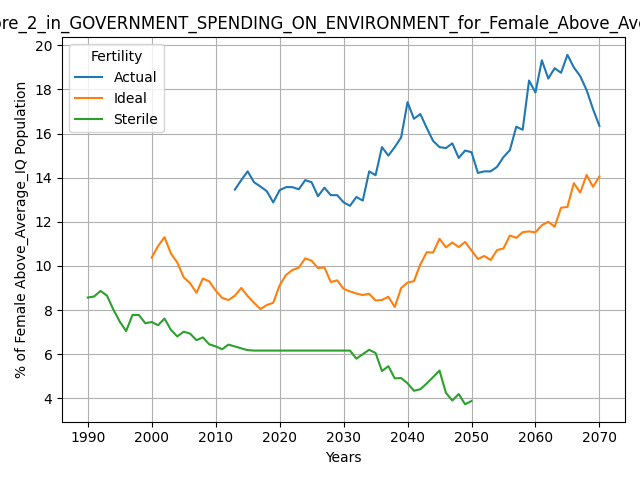 ore_2_in_GOVERNMENT_SPENDING_ON_ENVIRONMENT_for_Female_Above_Ave
Fertility
Actual
Ideal
Sterile
% of Female Above_Average_IQ Population
20
18
16
14
12
10
8
6
4
1990 2000 2010 2020 2030 2040 2050 2060 2070
Years